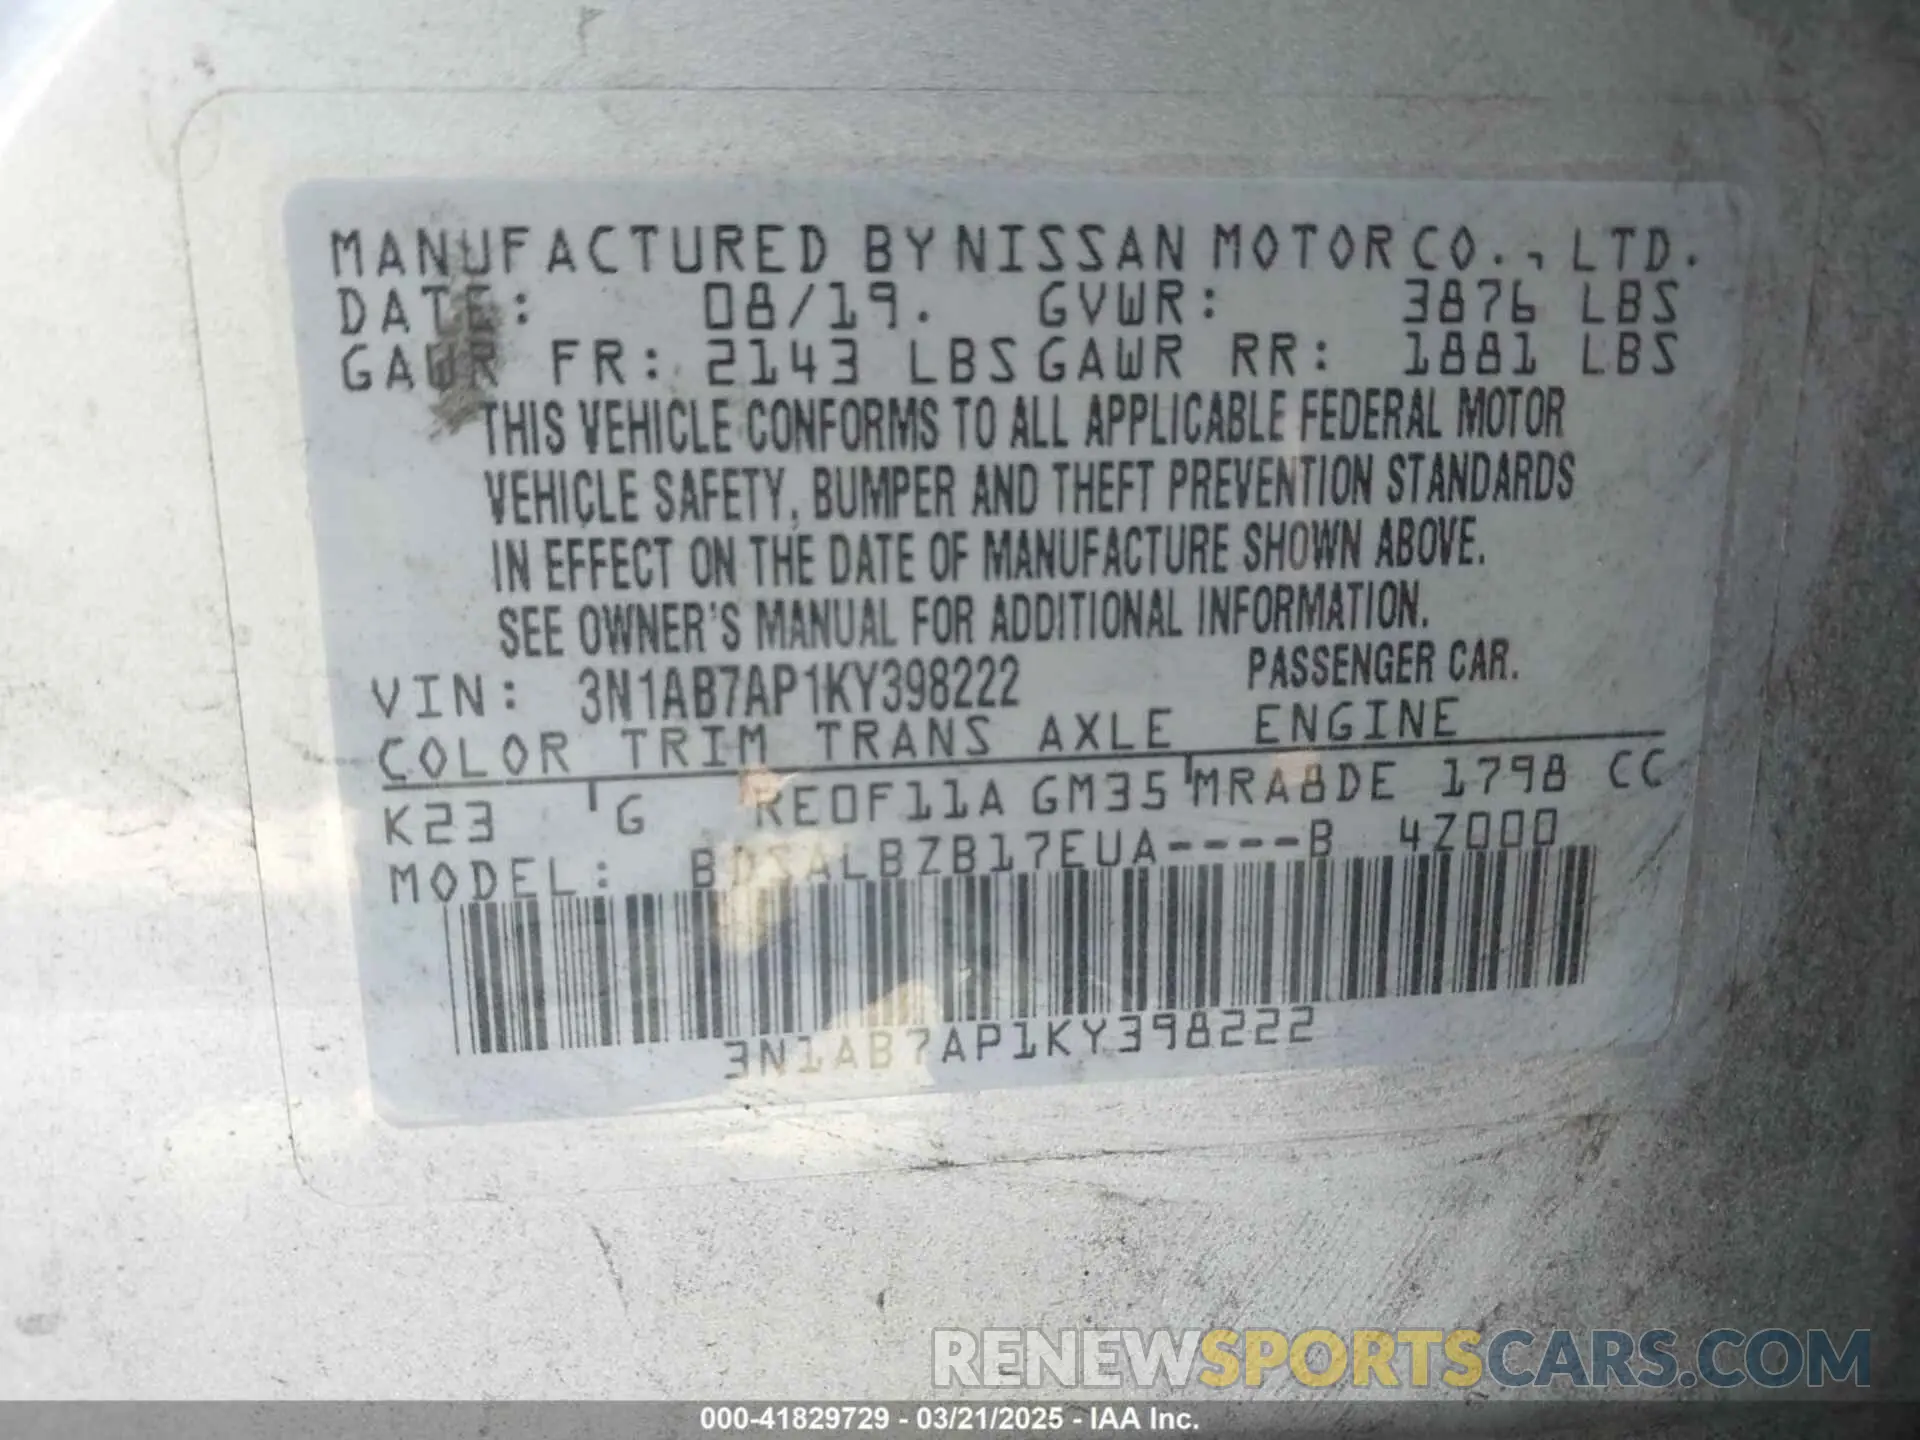 MANUFACTURED BY NISSAN MOTOR CO., LTD.
DATE: 08/19. GVWR: 3876 LBS
GAWR FR: 2143 LBS GAWR RR: 1881 LBS
THIS VEHICLE CONFORMS TO ALL APPLICABLE FEDERAL MOTOR
VEHICLE SAFETY, BUMPER AND THEFT PREVENTION STANDARDS
IN EFFECT ON THE DATE OF MANUFACTURE SHOWN ABOVE.
SEE OWNER'S MANUAL FOR ADDITIONAL INFORMATION.
VIN: 3N1AB7AP1KY398222 PASSENGER CAR.
COLOR TRIM TRANS AXLE ENGINE
K23 G RE0F11A GM35 MRA8DE 1798 CC
MODEL: BDSALBZB17EUA----B 4Z000
3N1AB7AP1KY398222
RENEWSPORTSCARS.COM
000-41829729 - 03/21/2025 - IAA Inc.